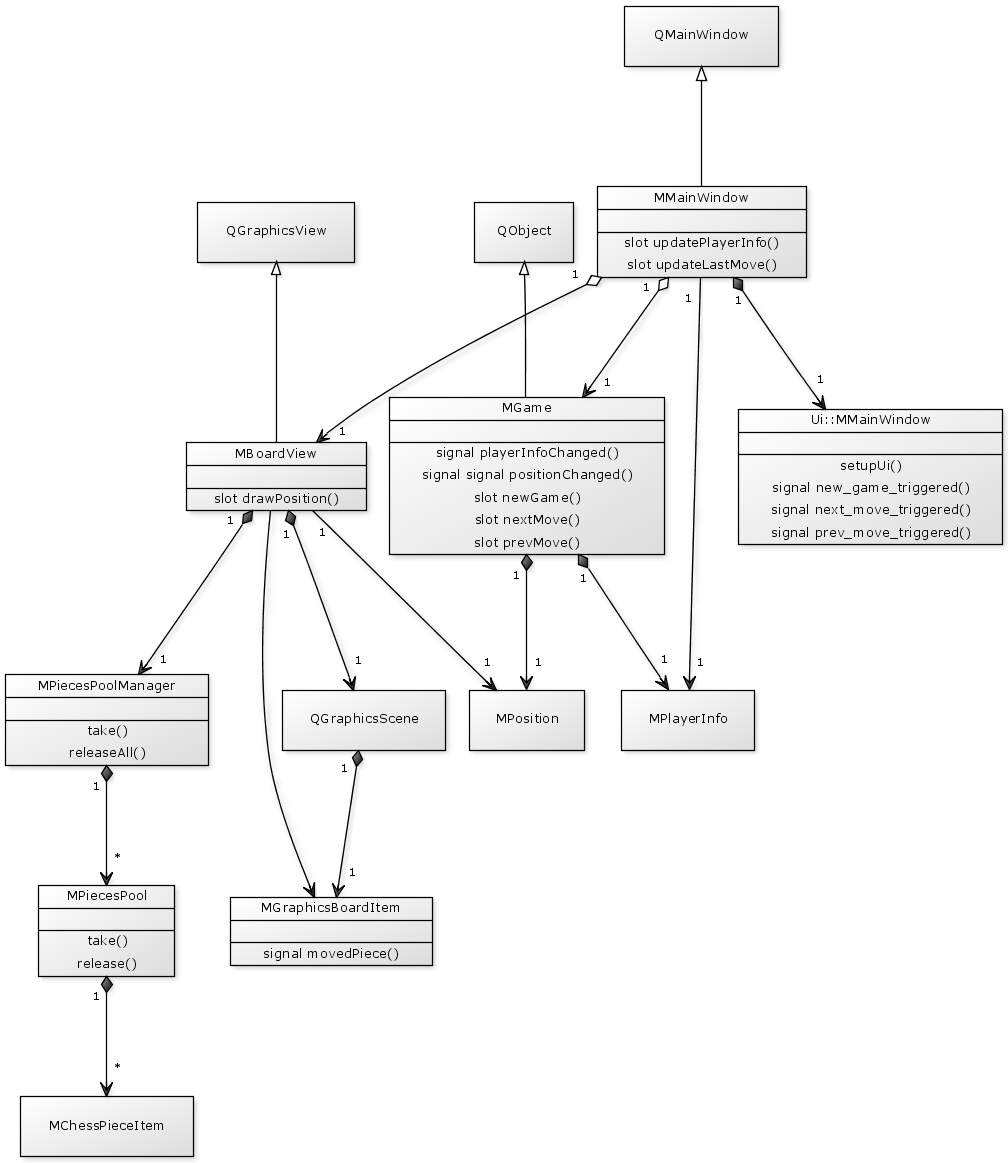 QMainWindow
MMainWindow
slot updatePlayerInfo()
slot updateLastMove()
QGraphicsView
QObject
1
1
1
1
1
1
1
MGame
signal playerInfoChanged()
signal signal positionChanged()
slot newGame()
slot nextMove()
slot prevMove()
Ui::MMainWindow
setupUi()
signal new_game_triggered()
signal next_move_triggered()
signal prev_move_triggered()
MBoardView
slot drawPosition()
1
1
1
1
1
1
1
1
1
1
1
1
MPiecesPoolManager
take()
releaseAll()
QGraphicsScene
MPosition
MPlayerInfo
1
1
*
1
MPiecesPool
take()
release()
MGraphicsBoardItem
signal movedPiece()
1
*
MChessPieceItem